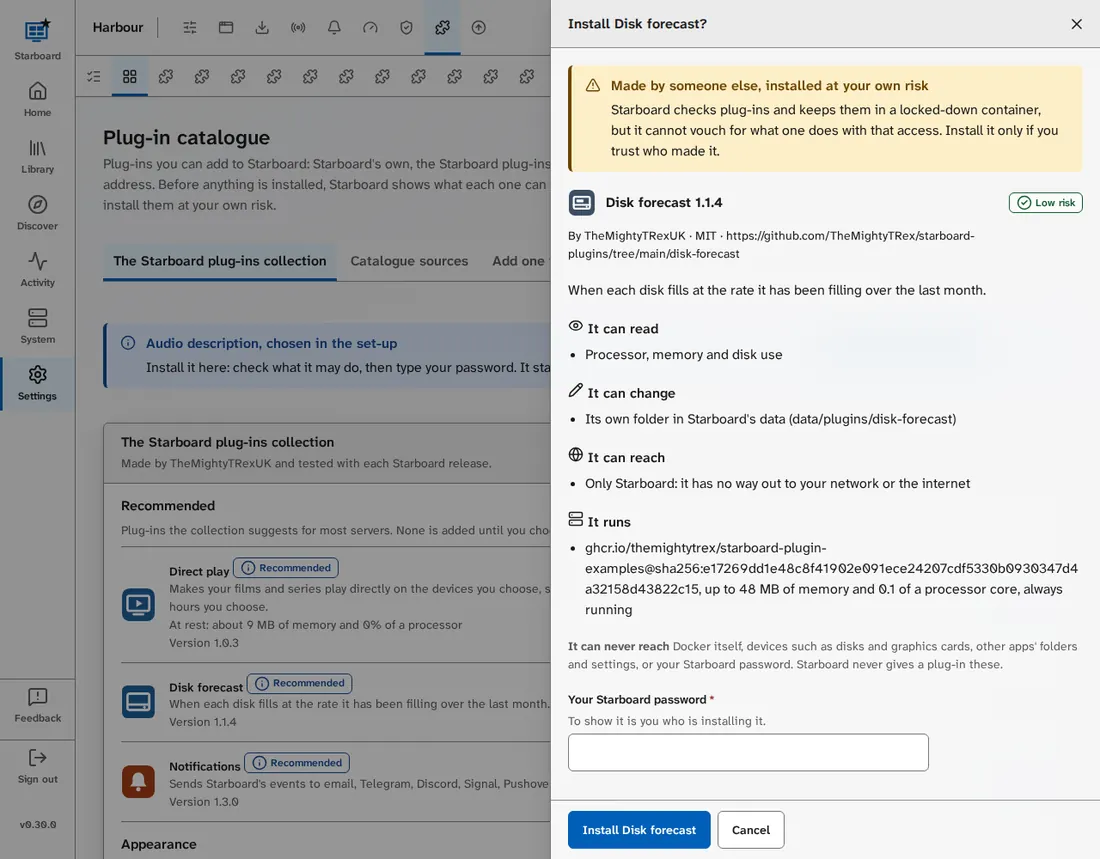 Starboard
Home
Library
Discover
Activity
System
Settings
Feedback
Sign out
v0.30.0
Harbour
Plug-in catalogue
Plug-ins you can add to Starboard: Starboard's own, the Starboard plug-ins
address. Before anything is installed, Starboard shows what each one can
install them at your own risk.
The Starboard plug-ins collection
Catalogue sources
Add one
Audio description, chosen in the set-up
Install it here: check what it may do, then type your password. It sta
The Starboard plug-ins collection
Made by TheMightyTRexUK and tested with each Starboard release.
Recommended
Plug-ins the collection suggests for most servers. None is added until you cho
Direct play Recommended
Makes your films and series play directly on the devices you choose, s
hours you choose.
At rest: about 9 MB of memory and 0% of a processor
Version 1.0.3
Disk forecast Recommended
When each disk fills at the rate it has been filling over the last month.
Version 1.1.4
Notifications Recommended
Sends Starboard's events to email, Telegram, Discord, Signal, Pushove
Version 1.3.0
Appearance
Install Disk forecast?
Made by someone else, installed at your own risk
Starboard checks plug-ins and keeps them in a locked-down container,
but it cannot vouch for what one does with that access. Install it only if you
trust who made it.
Disk forecast 1.1.4
Low risk
By TheMightyTRexUK · MIT · https://github.com/TheMightyTRex/starboard-
plugins/tree/main/disk-forecast
When each disk fills at the rate it has been filling over the last month.
It can read
• Processor, memory and disk use
It can change
• Its own folder in Starboard's data (data/plugins/disk-forecast)
It can reach
• Only Starboard: it has no way out to your network or the internet
It runs
• ghcr.io/themightytrex/starboard-plugin-
examples@sha256:e17269dd1e48c8f41902e091ece24207cdf5330b0930347d4
a32158d43822c15, up to 48 MB of memory and 0.1 of a processor core, always
running
It can never reach Docker itself, devices such as disks and graphics cards, other apps' folders
and settings, or your Starboard password. Starboard never gives a plug-in these.
Your Starboard password *
To show it is you who is installing it.
Install Disk forecast
Cancel